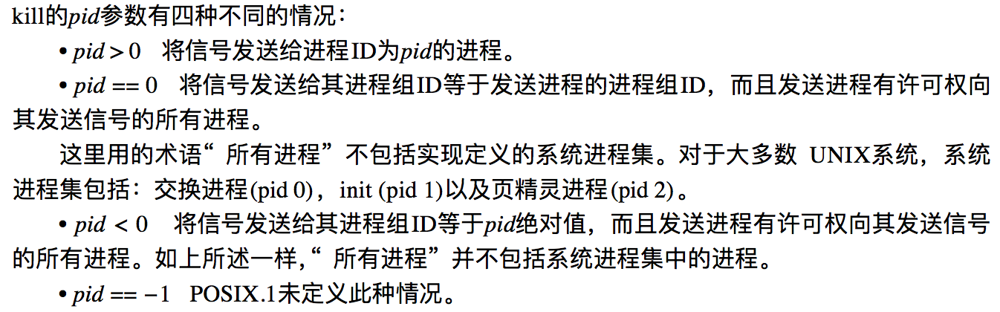 kill的pid参数有四种不同的情况：
• pid > 0 将信号发送给进程ID为pid的进程。
• pid == 0 将信号发送给其进程组ID等于发送进程的进程组ID，而且发送进程有许可权向
其发送信号的所有进程。
这里用的术语“ 所有进程”不包括实现定义的系统进程集。对于大多数 UNIX系统，系统
进程集包括：交换进程(pid 0)，init (pid 1)以及页精灵进程(pid 2)。
• pid < 0 将信号发送给其进程组ID等于pid绝对值，而且发送进程有许可权向其发送信号
的所有进程。如上所述一样，“ 所有进程”并不包括系统进程集中的进程。
• pid == −1 POSIX.1未定义此种情况。